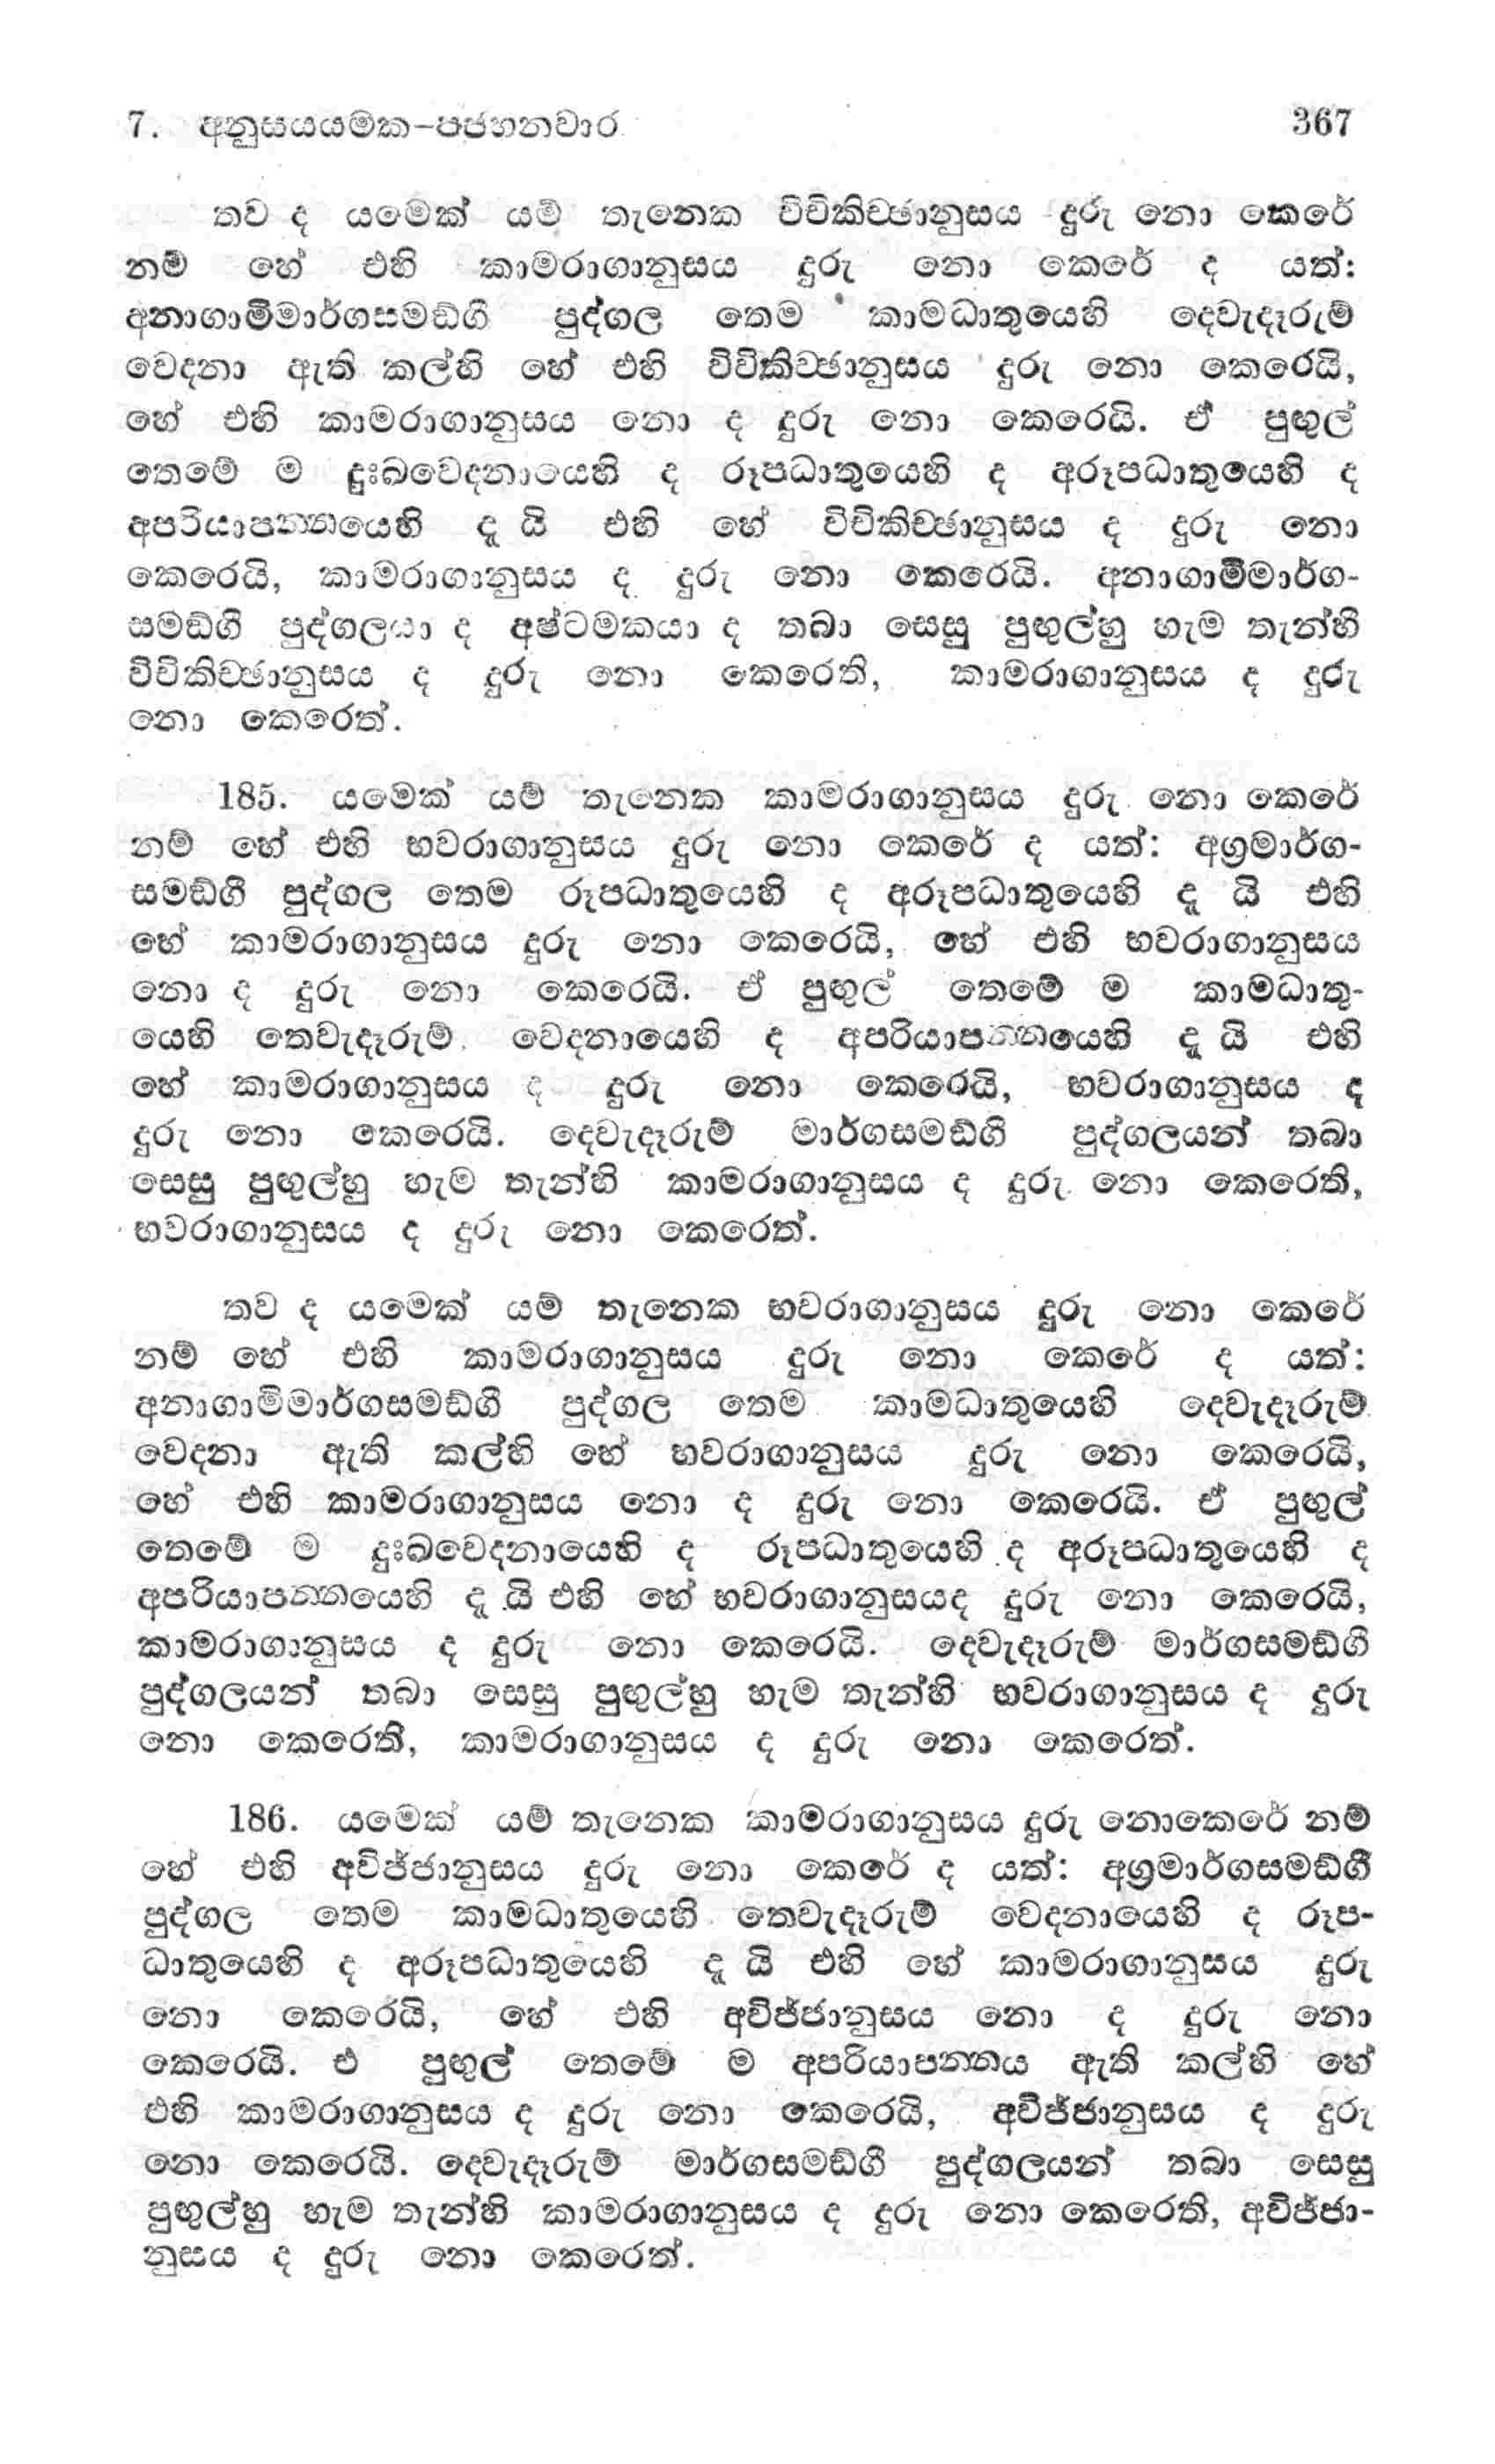 7. අනුසයයමක-පජහනවාර 367
තව ද යමෙක් යම් තැනෙක විචිකිච්ඡානුසය දුරු නො කෙරේ
නම් හේ එහි කාමරාගානුසය දුරු නො කෙරේ ද යත්:
අනාගාමිමාර්ගසමඞ්ගී පුද්ගල තෙම කාමධාතුයෙහි දෙවැදෑරුම්
වෙදනා ඇති කල්හි හේ එහි විචිකිච්ඡානුසය දුරු නො කෙරෙයි,
හේ එහි කාමරාගානුසය නො ද දුරු නො කෙරෙයි. ඒ පුඟුල්
තෙමේ ම දුඃඛවෙදනායෙහි ද රූපධාතුයෙහි ද අරූපධාතුයෙහි ද
අපරියාපන්නයෙහි දැ යි එහි හේ විචිකිච්ඡානුසය ද දුරු නො
කෙරෙයි, කාමරාගානුසය ද දුරු නො කෙරෙයි. අනාගාමිමාර්ග-
සමඞ්ගී පුද්ගලයා ද අෂ්ටමකයා ද තබා සෙසු පුඟුල්හු හැම තැන්හි
විචිකිච්ඡානුසය ද දුරු නො කෙරෙති, කාමරාගානුසය ද දුරු
නො කෙරෙත්.
185. යමෙක් යම් තැනෙක කාමරාගානුසය දුරු නො කෙරේ
නම් හේ එහි භවරාගානුසය දුරු නො කෙරේ ද යත්: අග්‍රමාර්ග-
සමඞ්ගී පුද්ගල තෙම රූපධාතුයෙහි ද අරූපධාතුයෙහි දැ යි එහි
හේ කාමරාගානුසය දුරු නො කෙරෙයි, හේ එහි භවරාගානුසය
නො ද දුරු නො කෙරෙයි. ඒ පුඟුල් තෙමේ ම කාමධාතු-
යෙහි තෙවැදෑරුම් වෙදනායෙහි ද අපරියාපන්නයෙහි දැ යි එහි
හේ කාමරාගානුසය ද දුරු නො කෙරෙයි, භවරාගානුසය ද
දුරු නො කෙරෙයි. දෙවැදෑරුම් මාර්ගසමඞ්ගී පුද්ගලයන් තබා
සෙසු පුඟුල්හු හැම තැන්හි කාමරාගානුසය ද දුරු නො කෙරෙති,
භවරාගානුසය ද දුරු නො කෙරෙත්.
තව ද යමෙක් යම් තැනෙක භවරාගානුසය දුරු නො කෙරේ
නම් හේ එහි කාමරාගානුසය දුරු නො කෙරේ ද යත්:
අනාගාමිමාර්ගසමඞ්ගී පුද්ගල තෙම කාමධාතුයෙහි දෙවැදෑරුම්
වෙදනා ඇති කල්හි හේ භවරාගානුසය දුරු නො කෙරෙයි,
හේ එහි කාමරාගානුසය නො ද දුරු නො කෙරෙයි. ඒ පුඟුල්
තෙමේ ම දුඃඛවෙදනායෙහි ද රූපධාතුයෙහි ද අරූපධාතුයෙහි ද
අපරියාපන්නයෙහි දැ යි එහි හේ භවරාගානුසයද දුරු නො කෙරෙයි,
කාමරාගානුසය ද දුරු නො කෙරෙයි. දෙවැදෑරුම් මාර්ගසමඞ්ගී
පුද්ගලයන් තබා සෙසු පුඟුල්හු හැම තැන්හි භවරාගානුසය ද දුරු
නො කෙරෙති, කාමරාගානුසය ද දුරු නො කෙරෙත්.
186. යමෙක් යම් තැනෙක කාමරාගානුසය දුරු නොකෙරේ නම්
හේ එහි අවිජ්ජානුසය දුරු නො කෙරේ ද යත්: අග්‍රමාර්ගසමඞ්ගී
පුද්ගල තෙම කාමධාතුයෙහි තෙවැදෑරුම් වෙදනායෙහි ද රූප-
ධාතුයෙහි ද අරූපධාතුයෙහි දැ යි එහි හේ කාමරාගානුසය දුරු
නො කෙරෙයි, හේ එහි අවිජ්ජානුසය නො ද දුරු නො
කෙරෙයි. එ පුඟුල් තෙමේ ම අපරියාපන්නය ඇති කල්හි හේ
එහි කාමරාගානුසය ද දුරු නො කෙරෙයි, අවිජ්ජානුසය ද දුරු
නො කෙරෙයි. දෙවැදෑරුම් මාර්ගසමඞ්ගී පුද්ගලයන් තබා සෙසු
පුඟුල්හු හැම තැන්හි කාමරාගානුසය ද දුරු නො කෙරෙති, අවිජ්ජා-
නුසය ද දුරු නො කෙරෙත්.